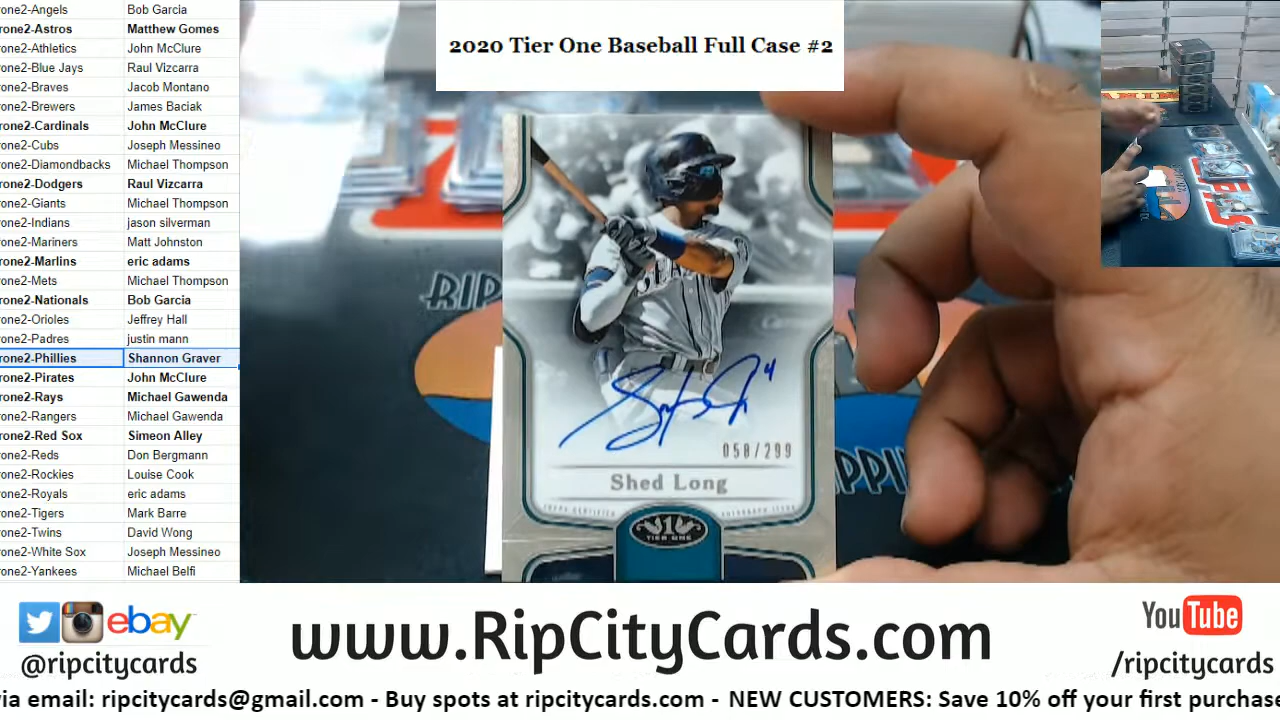 rone2-Angels Bob Garcia
rone2-Astros Matthew Gomes
rone2-Athletics John McClure
rone2-Blue Jays Raul Vizcarra
rone2-Braves Jacob Montano
rone2-Brewers James Baciak
rone2-Cardinals John McClure
rone2-Cubs Joseph Messineo
rone2-Diamondbacks Michael Thompson
rone2-Dodgers Raul Vizcarra
rone2-Giants Michael Thompson
rone2-Indians jason silverman
rone2-Mariners Matt Johnston
rone2-Marlins eric adams
rone2-Mets Michael Thompson
rone2-Nationals Bob Garcia
rone2-Orioles Jeffrey Hall
rone2-Padres justin mann
rone2-Phillies Shannon Graver
rone2-Pirates John McClure
rone2-Rays Michael Gawenda
rone2-Rangers Michael Gawenda
rone2-Red Sox Simeon Alley
rone2-Reds Don Bergmann
rone2-Rockies Louise Cook
rone2-Royals eric adams
rone2-Tigers Mark Barre
rone2-Twins David Wong
rone2-White Sox Joseph Messineo
rone2-Yankees Michael Belfi
2020 Tier One Baseball Full Case #2
RIP
4
058/299
Shed Long
1
TIER ONE
ebay
@ripcitycards
www.RipCityCards.com
YouTube
/ripcitycards
via email: ripcitycards@gmail.com - Buy spots at ripcitycards.com - NEW CUSTOMERS: Save 10% off your first purchase